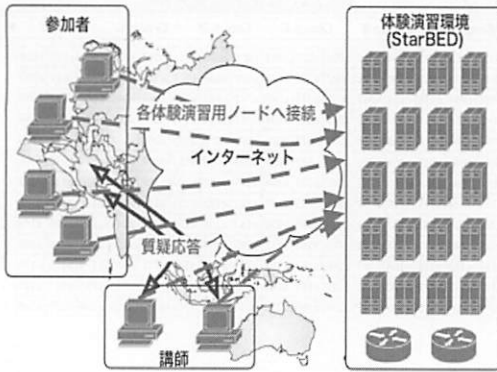 参加者
体験演習環境
(StarBED)
各体験演習用ノードへ接続
インターネット
質疑応答
講師